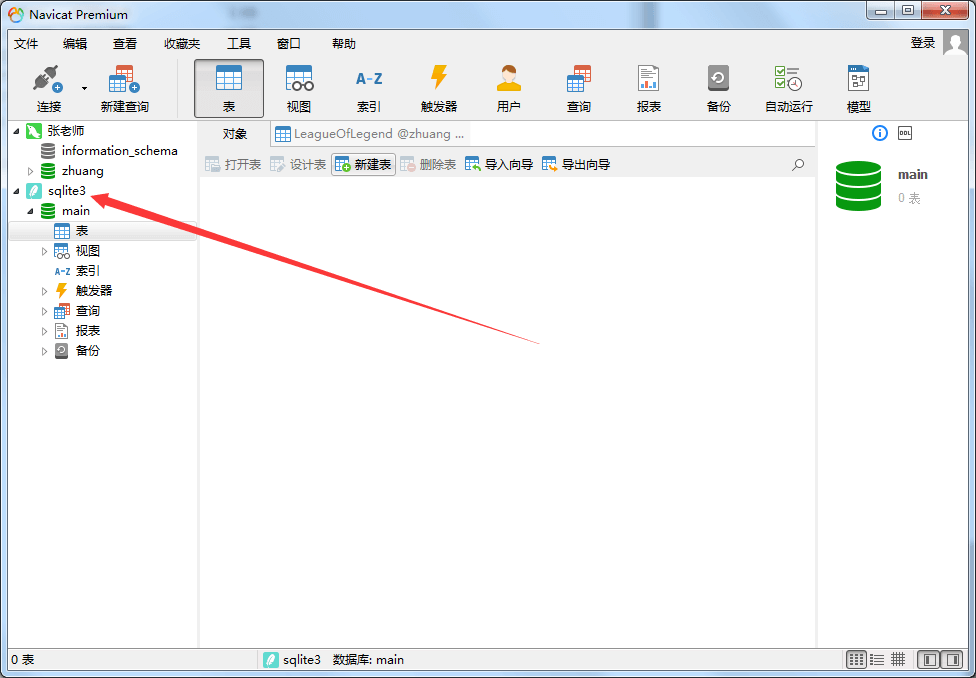 Navicat Premium
文件 编辑 查看 收藏夹 工具 窗口 帮助 登录
A-Z
连接 新建查询 表 视图 索引 触发器 用户 查询 报表 备份 自动运行 模型
张老师
information_schema
zhuang
sqlite3
main
表
视图
A-Z 索引
触发器
查询
报表
备份
对象 LeagueOfLegend @zhuang ...
打开表 设计表 新建表 删除表 导入向导 导出向导
DDL
main
0 表
0 表 sqlite3 数据库: main